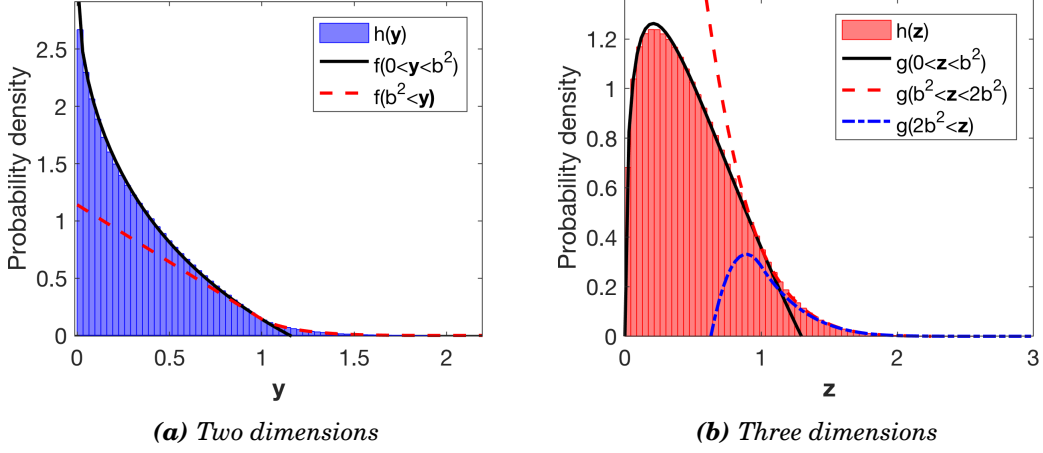 Probability density
2.5
2
1.5
1
0.5
0
h(y)
f(0<y<b²)
f(b²<y)
0 0.5 1 1.5 2
y
(a) Two dimensions
Probability density
1.2
1
0.8
0.6
0.4
0.2
0
h(z)
g(0<z<b²)
g(b²<z<2b²)
g(2b²<z)
0 1 2 3
z
(b) Three dimensions